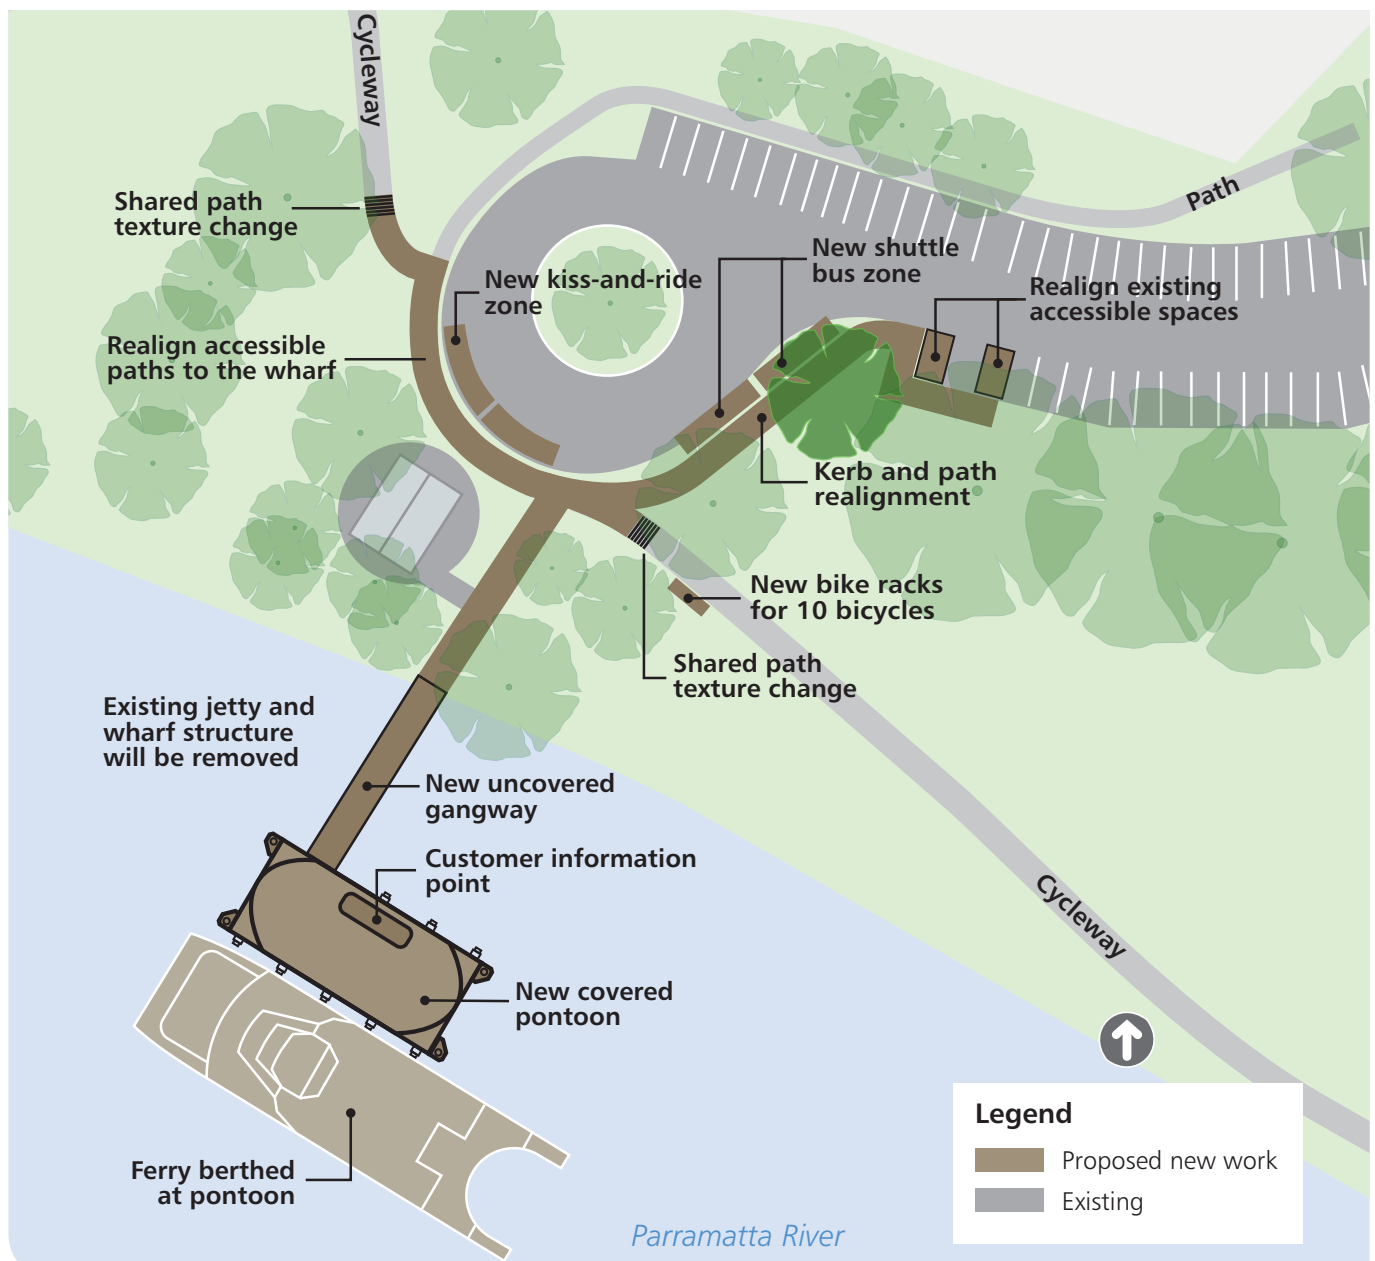 Cycleway
Shared path
texture change
Path
New shuttle
bus zone
New kiss-and-ride
zone
Realign existing
accessible spaces
Realign accessible
paths to the wharf
Kerb and path
realignment
New bike racks
for 10 bicycles
Shared path
texture change
Existing jetty and
wharf structure
will be removed
New uncovered
gangway
Customer information
point
Cycleway
New covered
pontoon
Ferry berthed
at pontoon
Legend
Proposed new work
Existing
Parramatta River